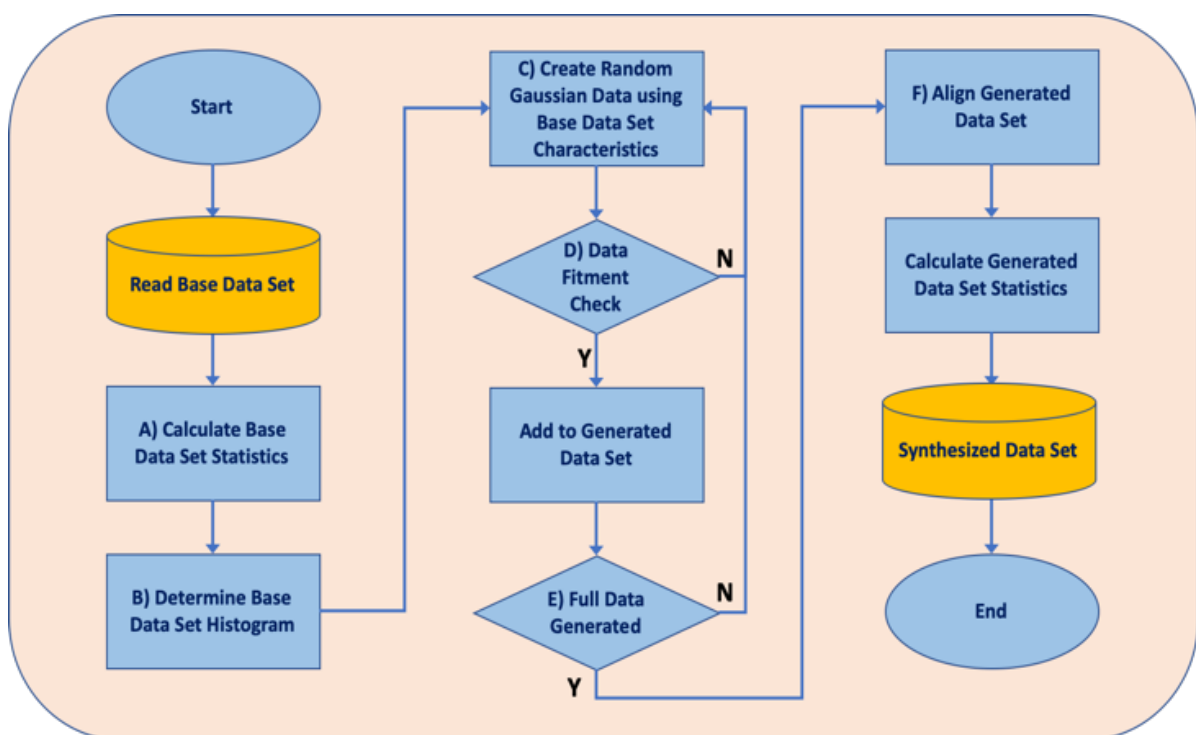 Start
Read Base Data Set
A) Calculate Base
Data Set Statistics
B) Determine Base
Data Set Histogram
C) Create Random
Gaussian Data using
Base Data Set
Characteristics
D) Data
Fitment
Check
N
Y
Add to Generated
Data Set
E) Full Data
Generated
N
Y
F) Align Generated
Data Set
Calculate Generated
Data Set Statistics
Synthesized Data Set
End